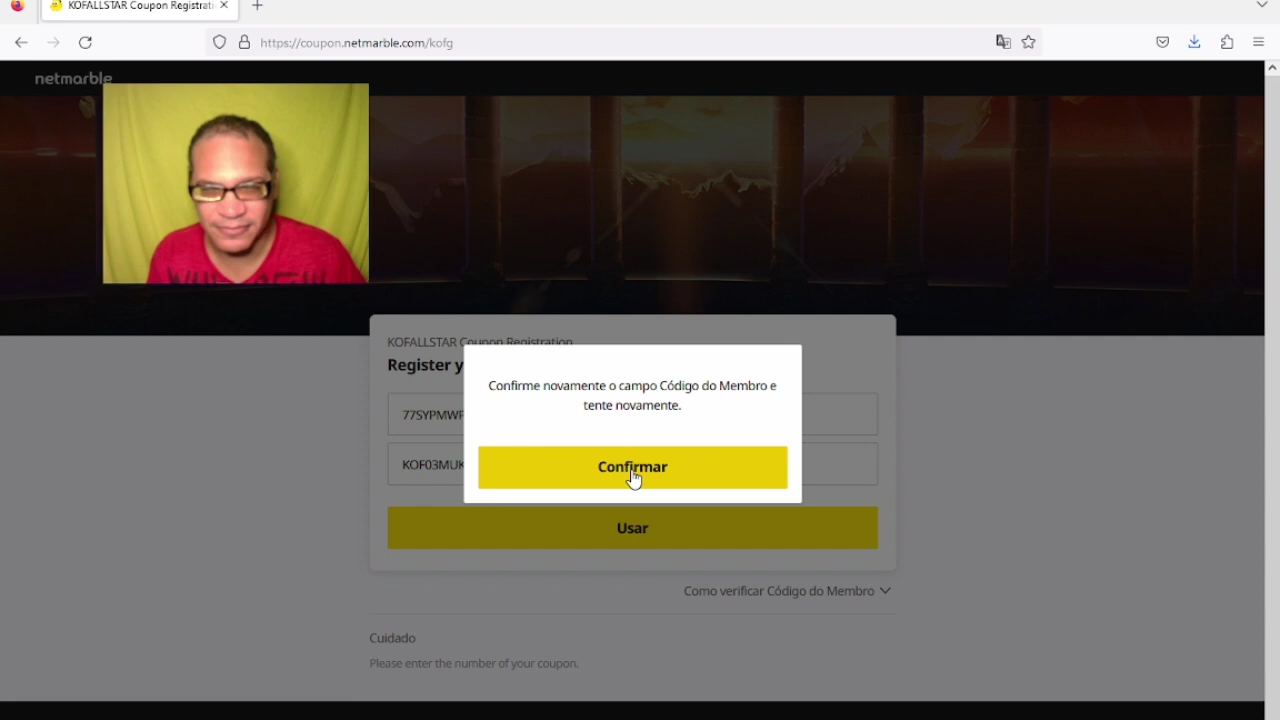 KOFALLSTAR Coupon Registrati
https://coupon.netmarble.com/kofg
netmarble
KOFALLSTAR Coupon Registration
Register y
Confirme novamente o campo Código do Membro e
tente novamente.
77SYPMWF
KOF03MUK
Confirmar
Usar
Como verificar Código do Membro
Cuidado
Please enter the number of your coupon.